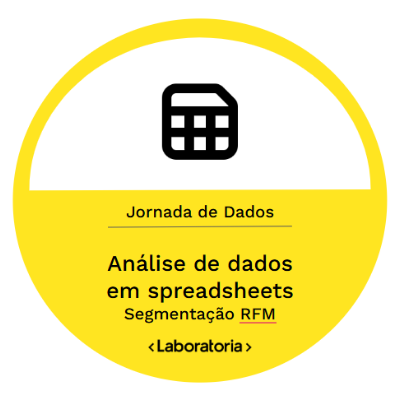 Jornada de Dados
Análise de dados
em spreadsheets
Segmentação RFM
<Laboratoria>